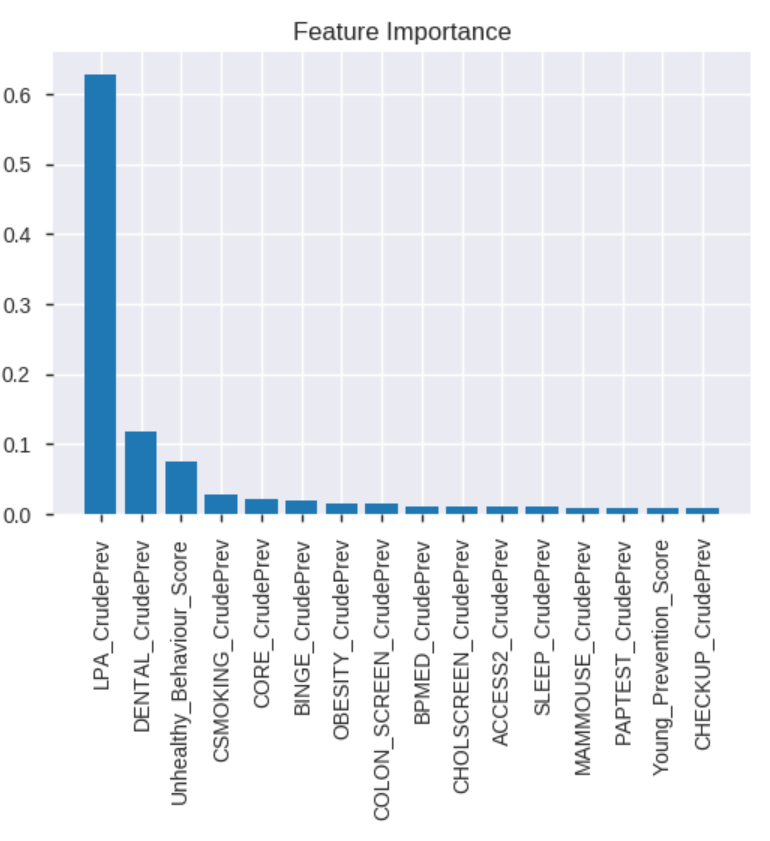 Feature Importance
0.6
0.5
0.4
0.3
0.2
0.1
0.0
LPA_CrudePrev
DENTAL_CrudePrev
Unhealthy_Behaviour_Score
CSMOKING_CrudePrev
CORE_CrudePrev
BINGE_CrudePrev
OBESITY_CrudePrev
COLON_SCREEN_CrudePrev
BPMED_CrudePrev
CHOLSCREEN_CrudePrev
ACCESS2_CrudePrev
SLEEP_CrudePrev
MAMMOUSE_CrudePrev
PAPTEST_CrudePrev
Young_Prevention_Score
CHECKUP_CrudePrev